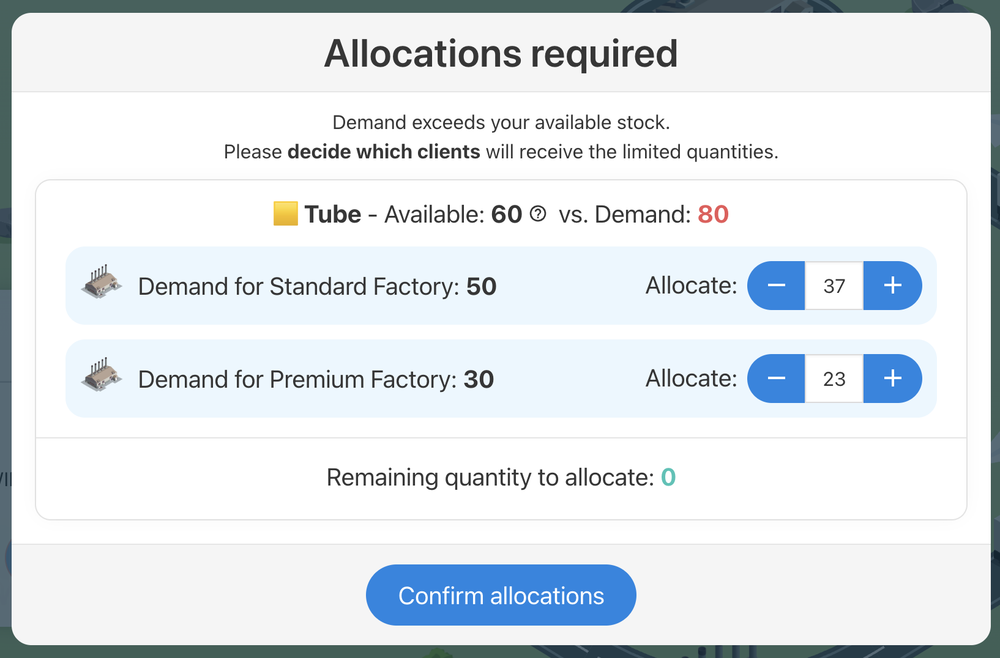 Allocations required
Demand exceeds your available stock.
Please decide which clients will receive the limited quantities.
Tube - Available: 60 ? vs. Demand: 80
Demand for Standard Factory: 50 Allocate: − 37 +
Demand for Premium Factory: 30 Allocate: − 23 +
Remaining quantity to allocate: 0
Confirm allocations